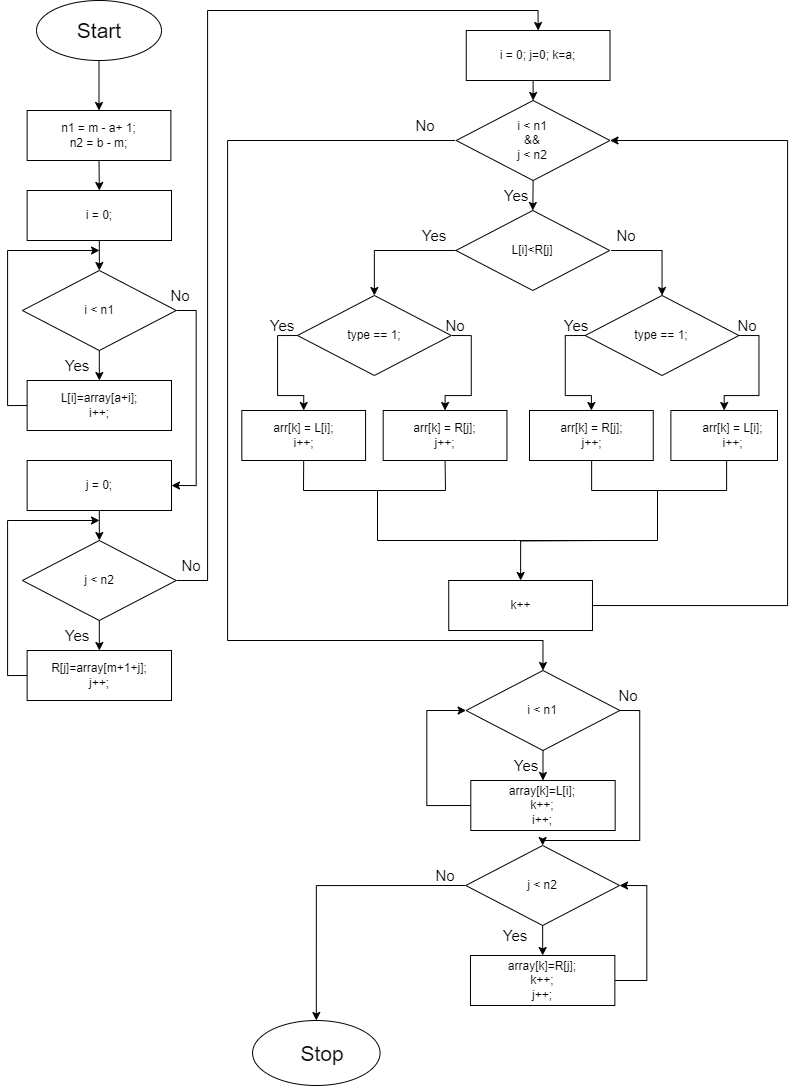 Start
n1 = m - a+ 1;
n2 = b - m;
i = 0;
i < n1
No
Yes
L[i]=array[a+i];
i++;
j = 0;
j < n2
No
Yes
R[j]=array[m+1+j];
j++;
i = 0; j=0; k=a;
i < n1
&&
j < n2
No
Yes
L[i]<R[j]
Yes
No
type == 1;
Yes
No
type == 1;
Yes
No
arr[k] = L[i];
i++;
arr[k] = R[j];
j++;
arr[k] = R[j];
j++;
arr[k] = L[i];
i++;
k++
i < n1
No
Yes
array[k]=L[i];
k++;
i++;
j < n2
No
Yes
array[k]=R[j];
k++;
j++;
Stop